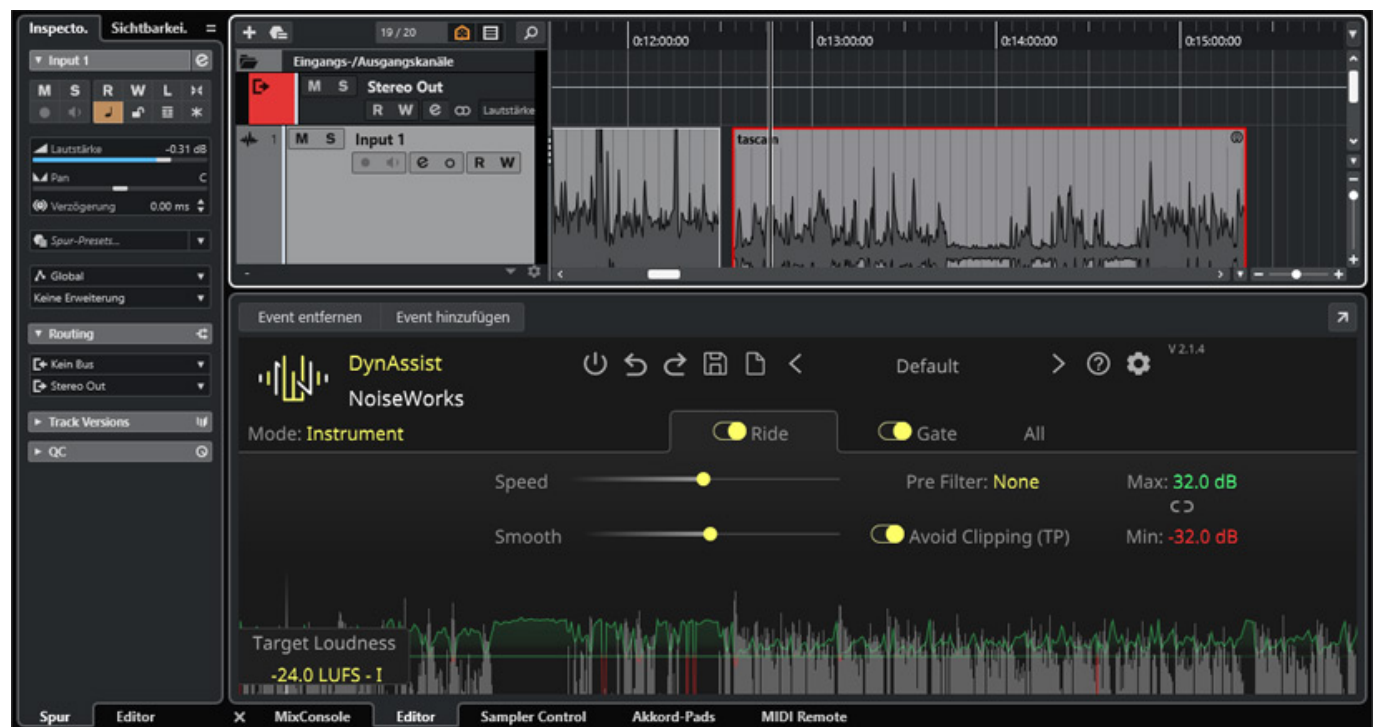 Inspecto. Sichtbarkei.
Input 1
M S R W L
Lautstärke -0.31 dB
Pan C
Verzögerung 0.00 ms
Spur-Presets...
Global
Keine Erweiterung
Routing
Kein Bus
Stereo Out
Track Versions
QC
Spur Editor
19 / 20
Eingangs-/Ausgangskanäle
M S Stereo Out
R W e Lautstärke
1 M S Input 1
e R W
0:12:00:00 0:13:00:00 0:14:00:00 0:15:00:00
tascam
Event entfernen Event hinzufügen
DynAssist
NoiseWorks
Default
V 2.1.4
Mode: Instrument
Ride Gate All
Speed Pre Filter: None Max: 32.0 dB
Smooth Avoid Clipping (TP) Min: -32.0 dB
Target Loudness
-24.0 LUFS - I
MixConsole Editor Sampler Control Akkord-Pads MIDI Remote